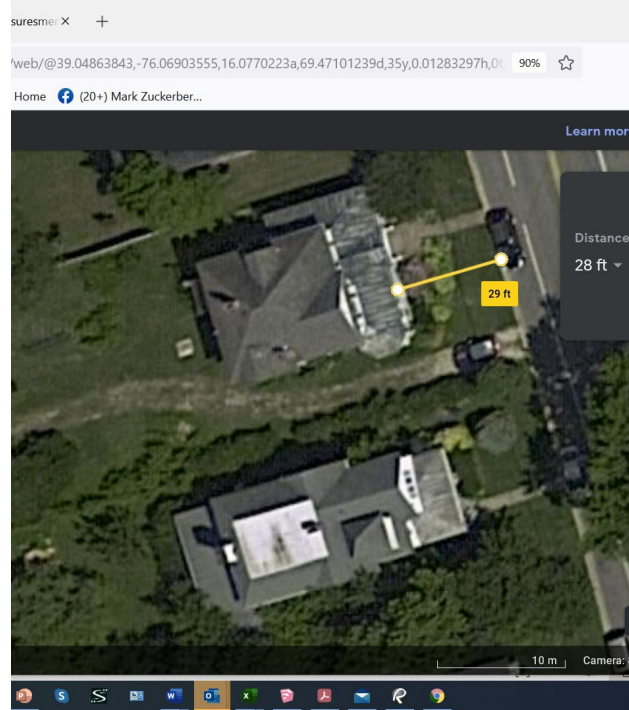 suresmer
/web/@39.04863843,-76.06903555,16.0770223a,69.47101239d,35y,0.01283297h,0t 90%
Home (20+) Mark Zuckerber...
Learn mor
Distance
28 ft
29 ft
10 m Camera: